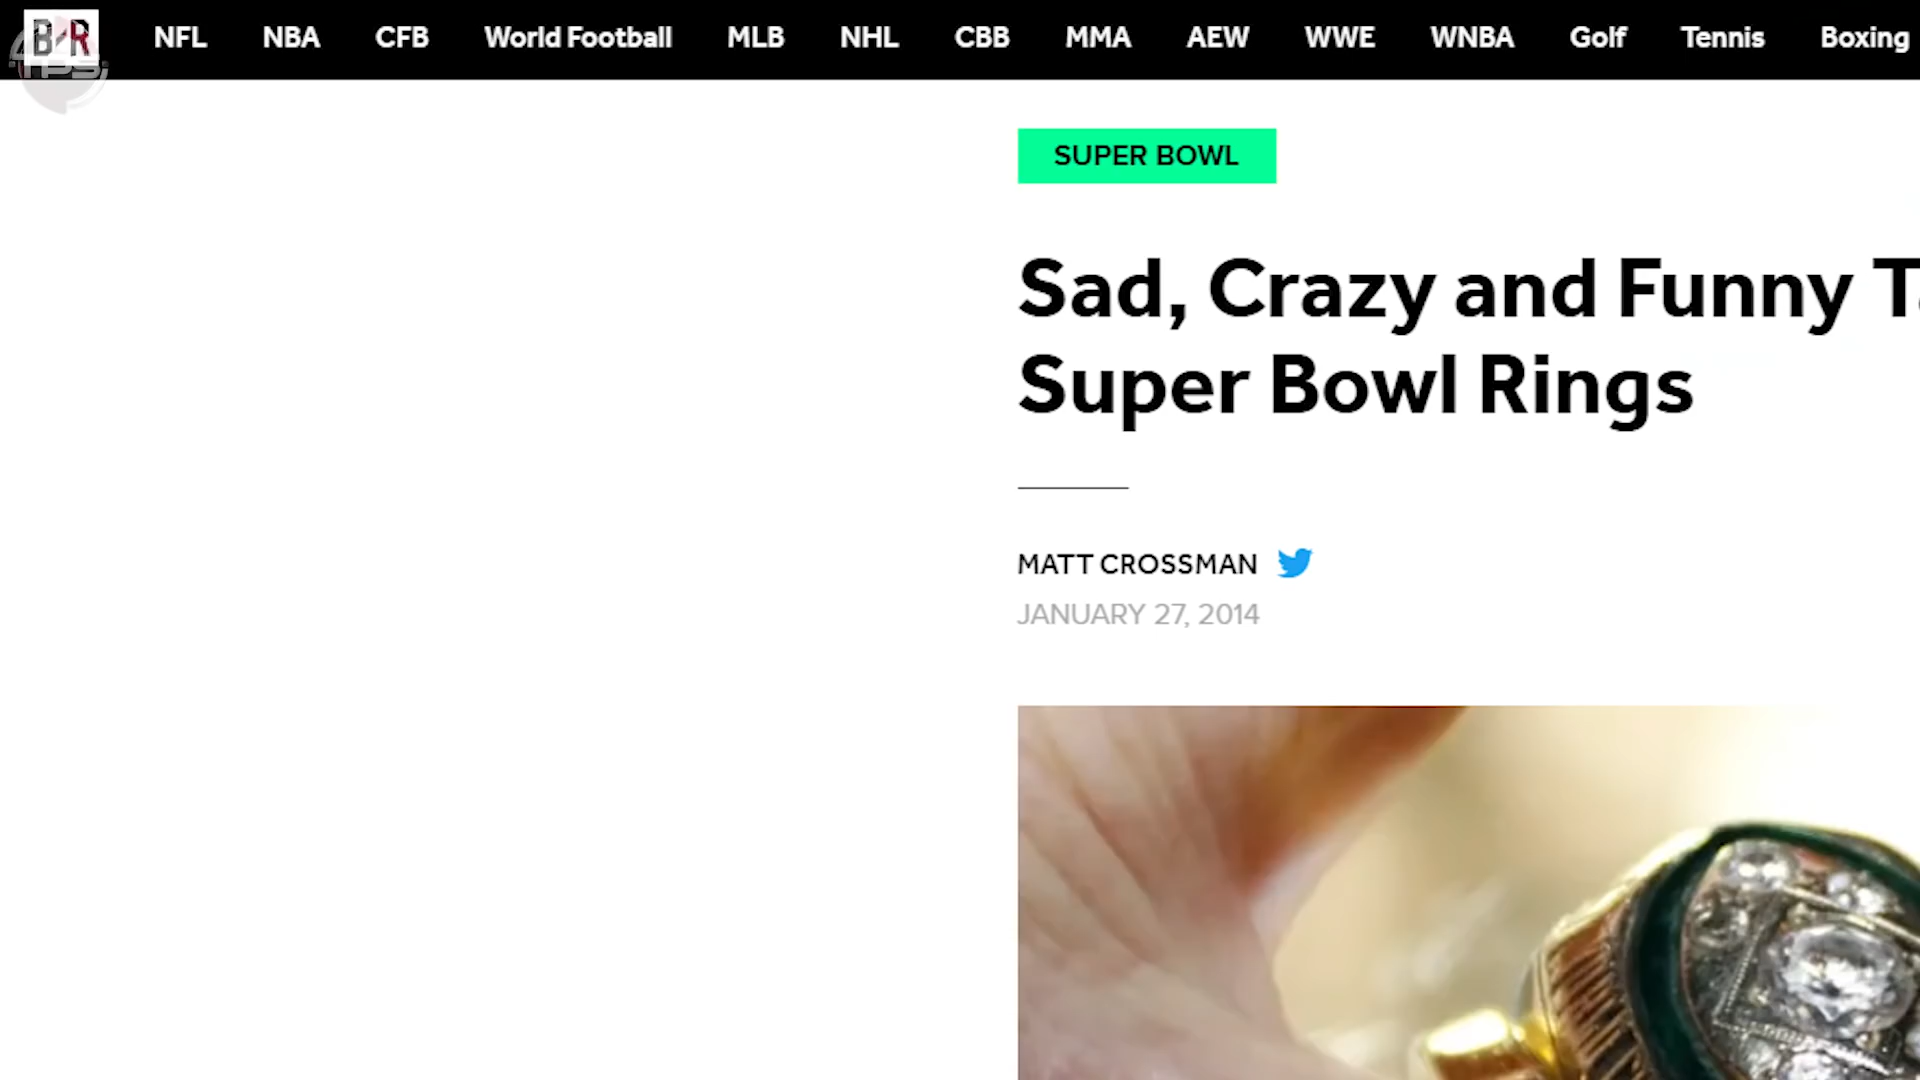 B/R NFL NBA CFB World Football MLB NHL CBB MMA AEW WWE WNBA Golf Tennis Boxing
TPS
SUPER BOWL
Sad, Crazy and Funny
Super Bowl Rings
MATT CROSSMAN
JANUARY 27, 2014